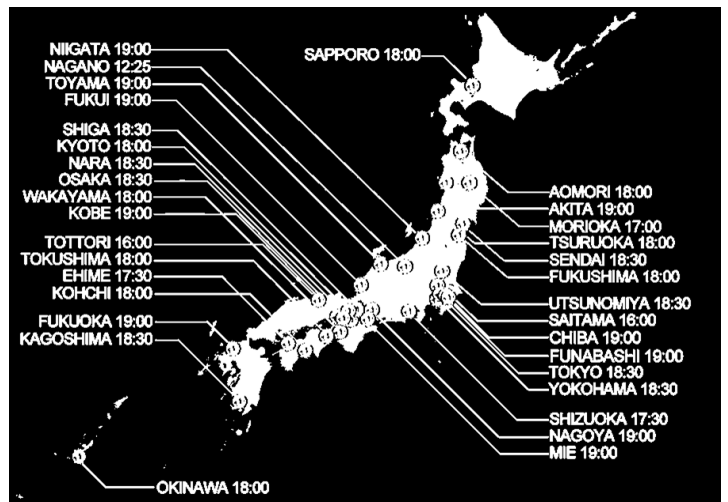 NIIGATA 19:00
NAGANO 12:25
TOYAMA 19:00
FUKUI 19:00
SHIGA 18:30
KYOTO 18:00
NARA 18:30
OSAKA 18:30
WAKAYAMA 18:00
KOBE 19:00
TOTTORI 16:00
TOKUSHIMA 18:00
EHIME 17:30
KOHCHI 18:00
FUKUOKA 19:00
KAGOSHIMA 18:30
OKINAWA 18:00
SAPPORO 18:00
AOMORI 18:00
AKITA 19:00
MORIOKA 17:00
TSURUOKA 18:00
SENDAI 18:30
FUKUSHIMA 18:00
UTSUNOMIYA 18:30
SAITAMA 16:00
CHIBA 19:00
FUNABASHI 19:00
TOKYO 18:30
YOKOHAMA 18:30
SHIZUOKA 17:30
NAGOYA 19:00
MIE 19:00